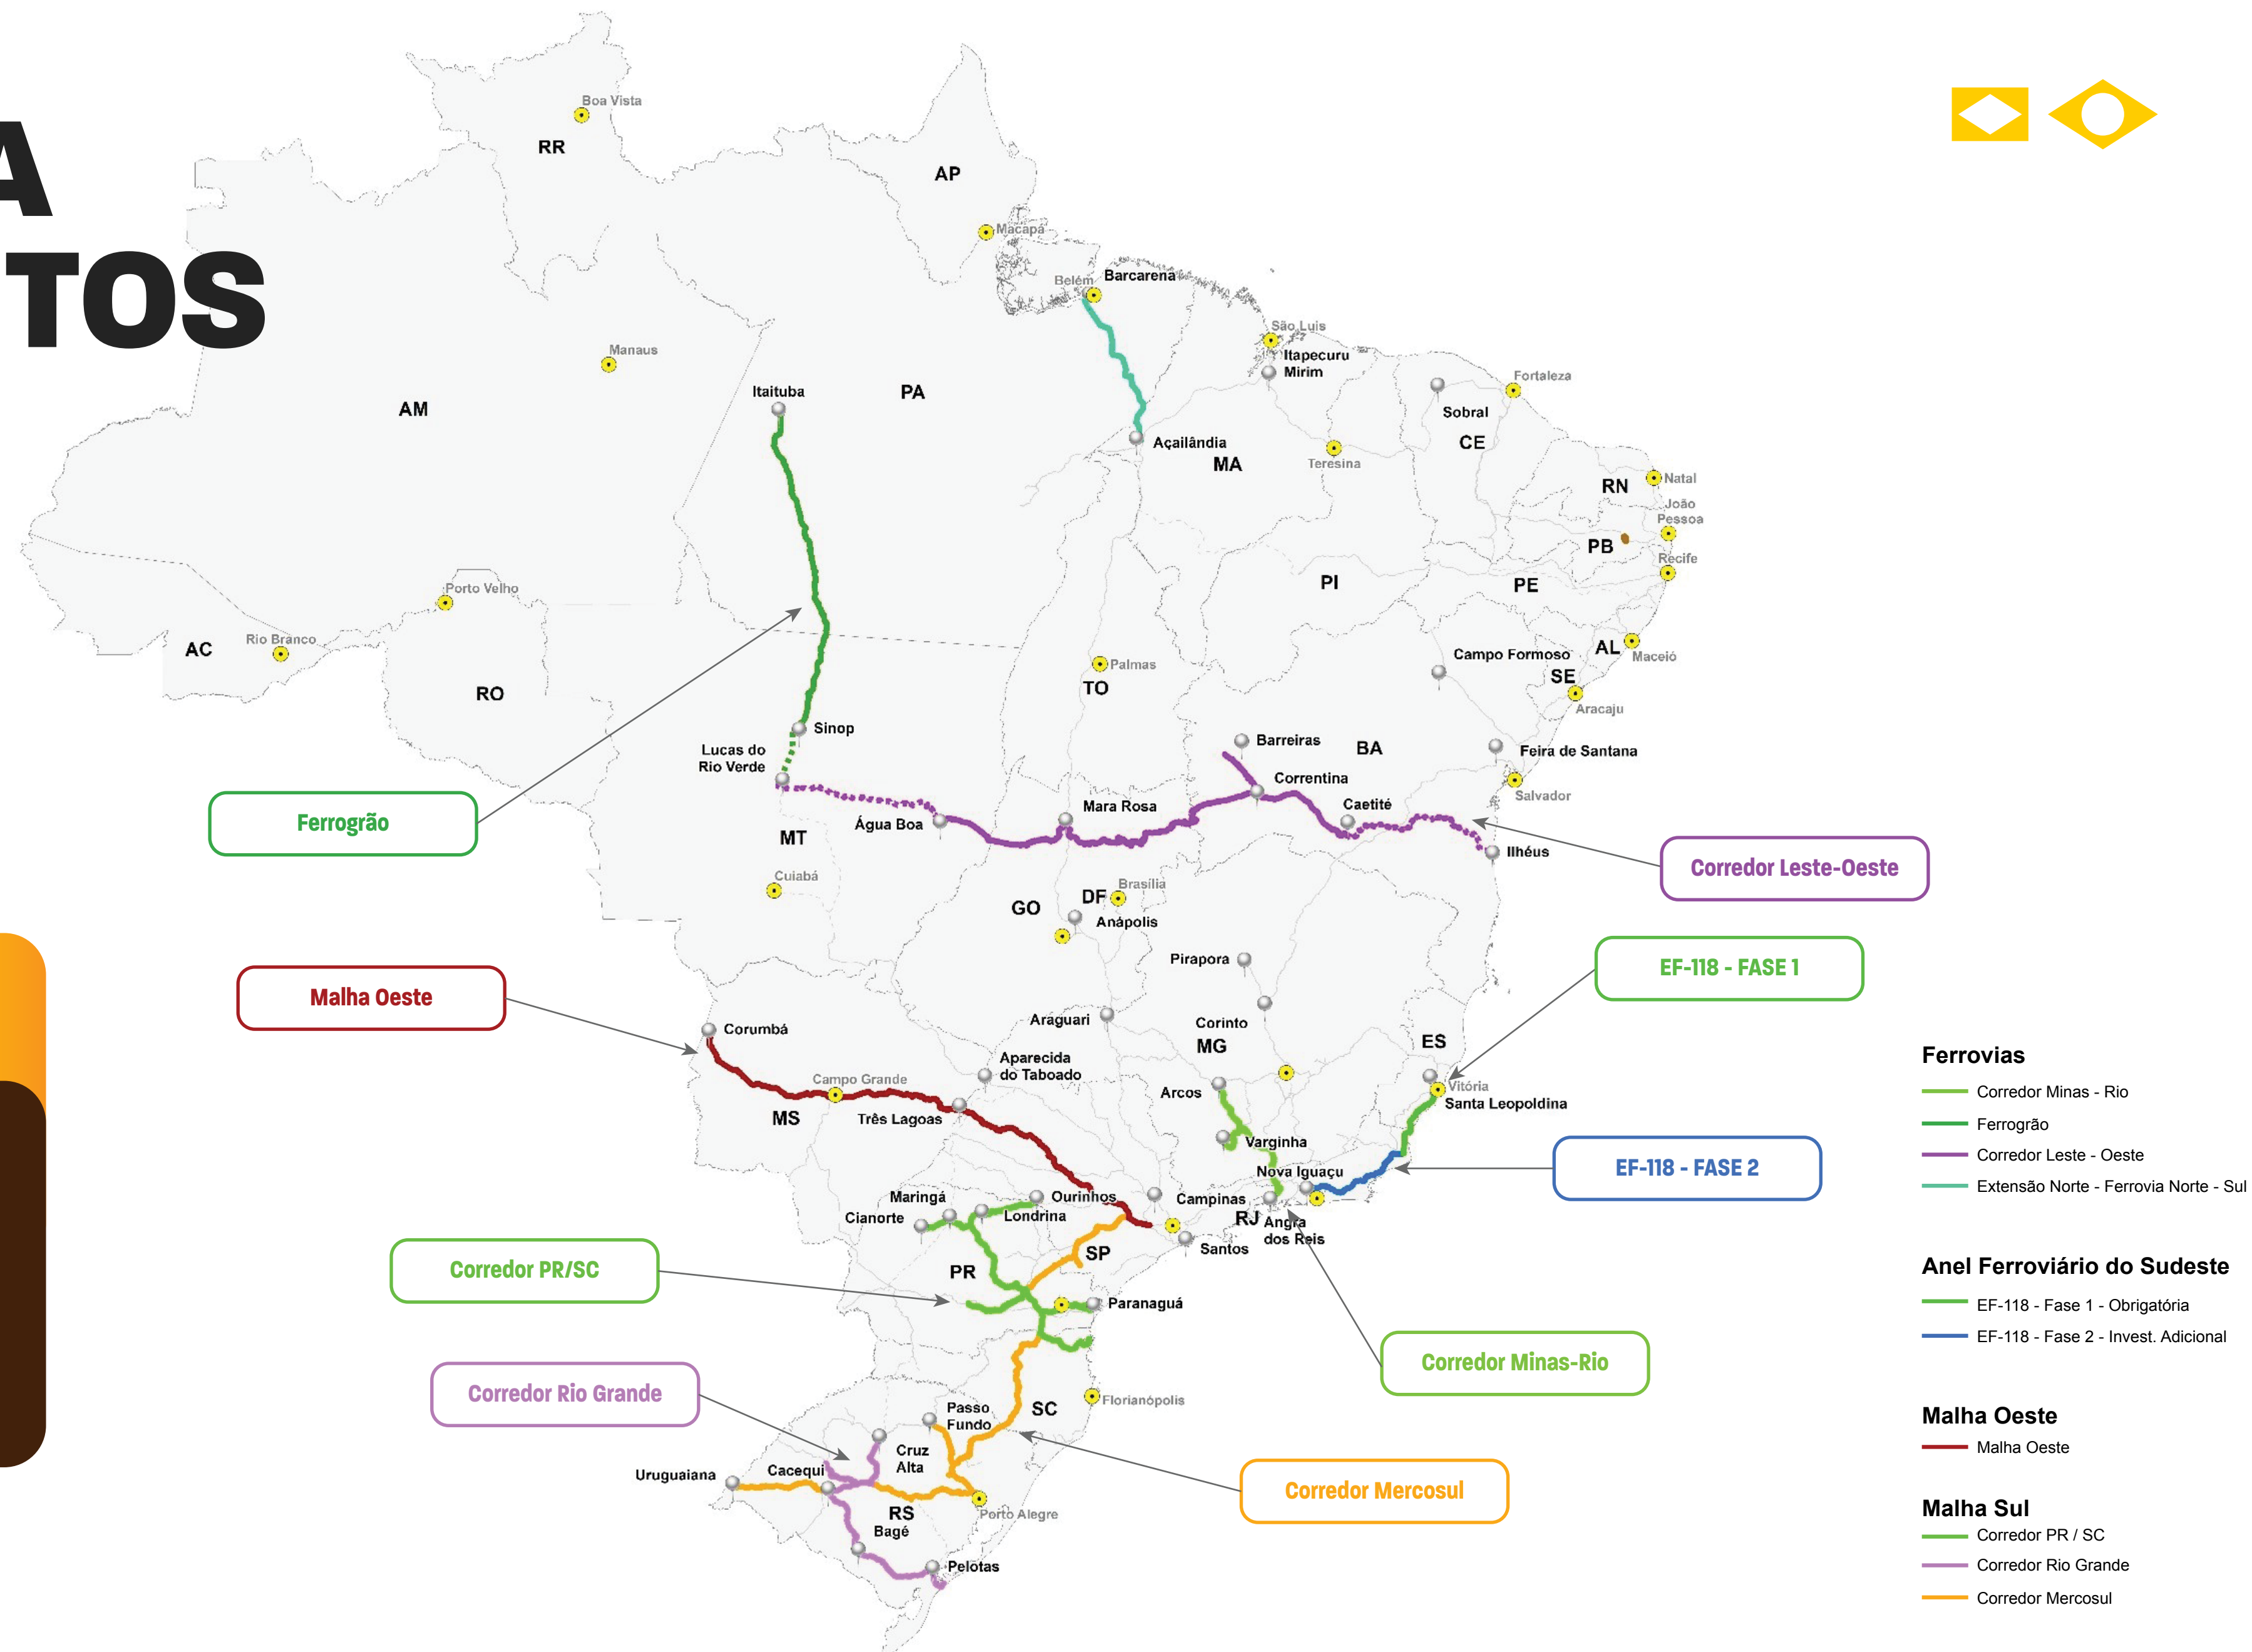 A
TOS
Boa Vista
RR
AP
Macapá
Belém
Barcarena
São Luis
Itapecuru
Mirim
Manaus
Itaituba
PA
AM
Fortaleza
Sobral
CE
Açailândia
MA
Teresina
RN
Natal
João
Pessoa
PB
Recife
PI
PE
Porto Velho
AC
Rio Branco
RO
Palmas
TO
Campo Formoso
AL
Maceió
SE
Aracaju
Sinop
Lucas do
Rio Verde
Barreiras
BA
Feira de Santana
Correntina
Salvador
Mara Rosa
Caetité
Água Boa
MT
Ilhéus
Ferrogrão
Corredor Leste-Oeste
Cuiabá
Brasília
DF
GO
Anápolis
Pirapora
EF-118 - FASE 1
Malha Oeste
Corumbá
Araguari
Corinto
MG
ES
Aparecida
do Taboado
Campo Grande
Arcos
Vitória
Santa Leopoldina
MS
Três Lagoas
Varginha
Nova Iguaçu
EF-118 - FASE 2
Maringá
Ourinhos
Campinas
Cianorte
Londrina
RJ
Angra
dos Reis
Santos
SP
Corredor PR/SC
PR
Paranaguá
Corredor Minas-Rio
Corredor Rio Grande
Florianópolis
SC
Passo
Fundo
Cruz
Alta
Uruguaiana
Cacequi
Corredor Mercosul
RS
Porto Alegre
Bagé
Pelotas
Ferrovias
Corredor Minas - Rio
Ferrogrão
Corredor Leste - Oeste
Extensão Norte - Ferrovia Norte - Sul
Anel Ferroviário do Sudeste
EF-118 - Fase 1 - Obrigatória
EF-118 - Fase 2 - Invest. Adicional
Malha Oeste
Malha Oeste
Malha Sul
Corredor PR / SC
Corredor Rio Grande
Corredor Mercosul